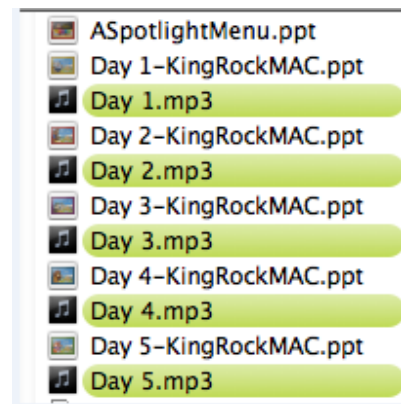 ASpotlightMenu.ppt
Day 1-KingRockMAC.ppt
Day 1.mp3
Day 2-KingRockMAC.ppt
Day 2.mp3
Day 3-KingRockMAC.ppt
Day 3.mp3
Day 4-KingRockMAC.ppt
Day 4.mp3
Day 5-KingRockMAC.ppt
Day 5.mp3